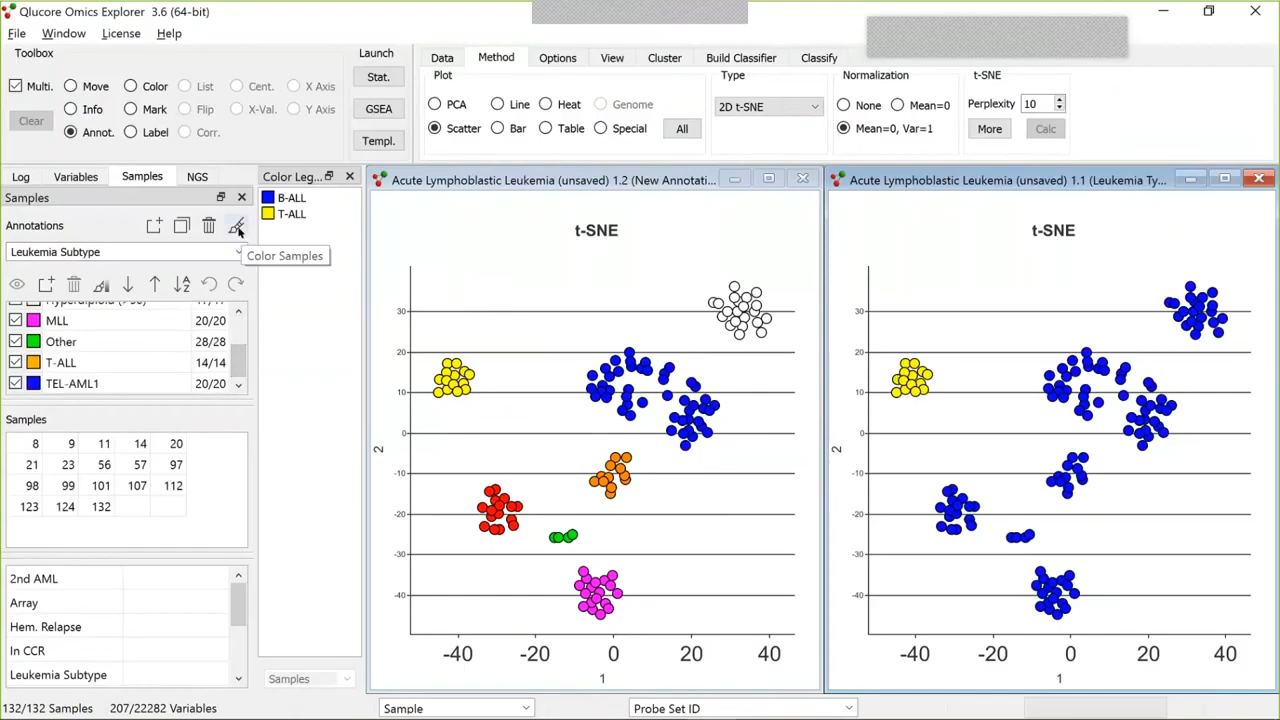 Qlucore Omics Explorer 3.6 (64-bit)
File Window License Help
Toolbox
Multi. Move Color List Cent. X Axis
Info Mark Flip X-Val. Y Axis
Clear Annot. Label Corr.
Launch
Stat.
GSEA
Templ.
Data Method Options View Cluster Build Classifier Classify
Plot
PCA Line Heat Genome
Scatter Bar Table Special All
Type
2D t-SNE
Normalization
None Mean=0
Mean=0, Var=1
t-SNE
Perplexity 10
More Calc
Log Variables Samples NGS
Samples
Annotations
Leukemia Subtype
Color Samples
MLL 20/20
Other 28/28
T-ALL 14/14
TEL-AML1 20/20
Samples
8 9 11 14 20
21 23 56 57 97
98 99 101 107 112
123 124 132
2nd AML
Array
Hem. Relapse
In CCR
Leukemia Subtype
Color Leg...
B-ALL
T-ALL
Samples
Acute Lymphoblastic Leukemia (unsaved) 1.2 (New Annotati...
t-SNE
30
20
10
0
-10
-20
-30
-40
2
-40 -20 0 20 40
1
Acute Lymphoblastic Leukemia (unsaved) 1.1 (Leukemia Ty...
t-SNE
30
20
10
0
-10
-20
-30
-40
2
-40 -20 0 20 40
1
132/132 Samples 207/22282 Variables
Sample
Probe Set ID